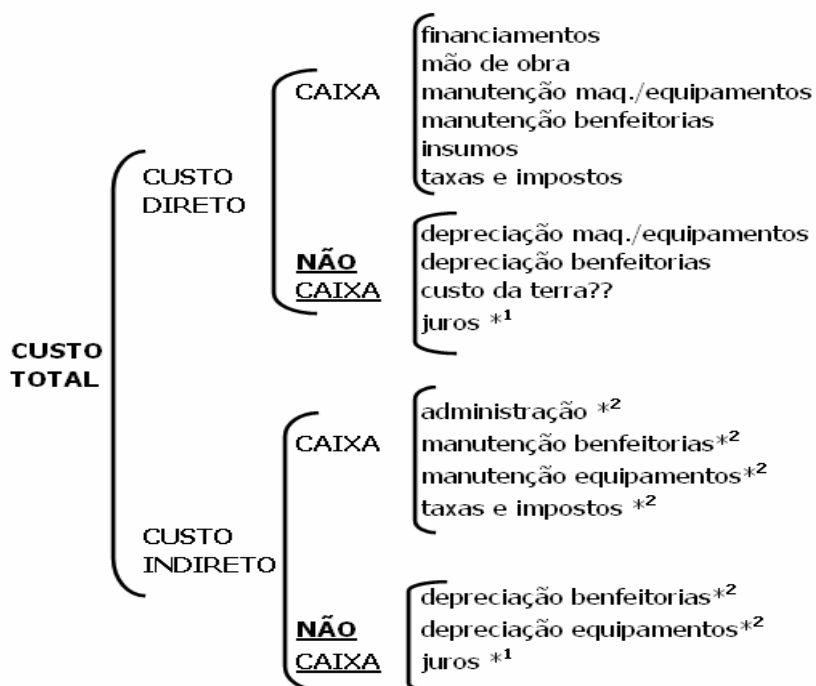 financiamentos
mão de obra
CAIXA
manutenção maq./equipamentos
manutenção benfeitorias
insumos
CUSTO
DIRETO
taxas e impostos
depreciação maq./equipamentos
NÃO
CAIXA
depreciação benfeitorias
custo da terra??
juros *1
CUSTO
TOTAL
administração *2
CAIXA
manutenção benfeitorias*2
manutenção equipamentos*2
taxas e impostos *2
CUSTO
INDIRETO
depreciação benfeitorias*2
NÃO
CAIXA
depreciação equipamentos*2
juros *1